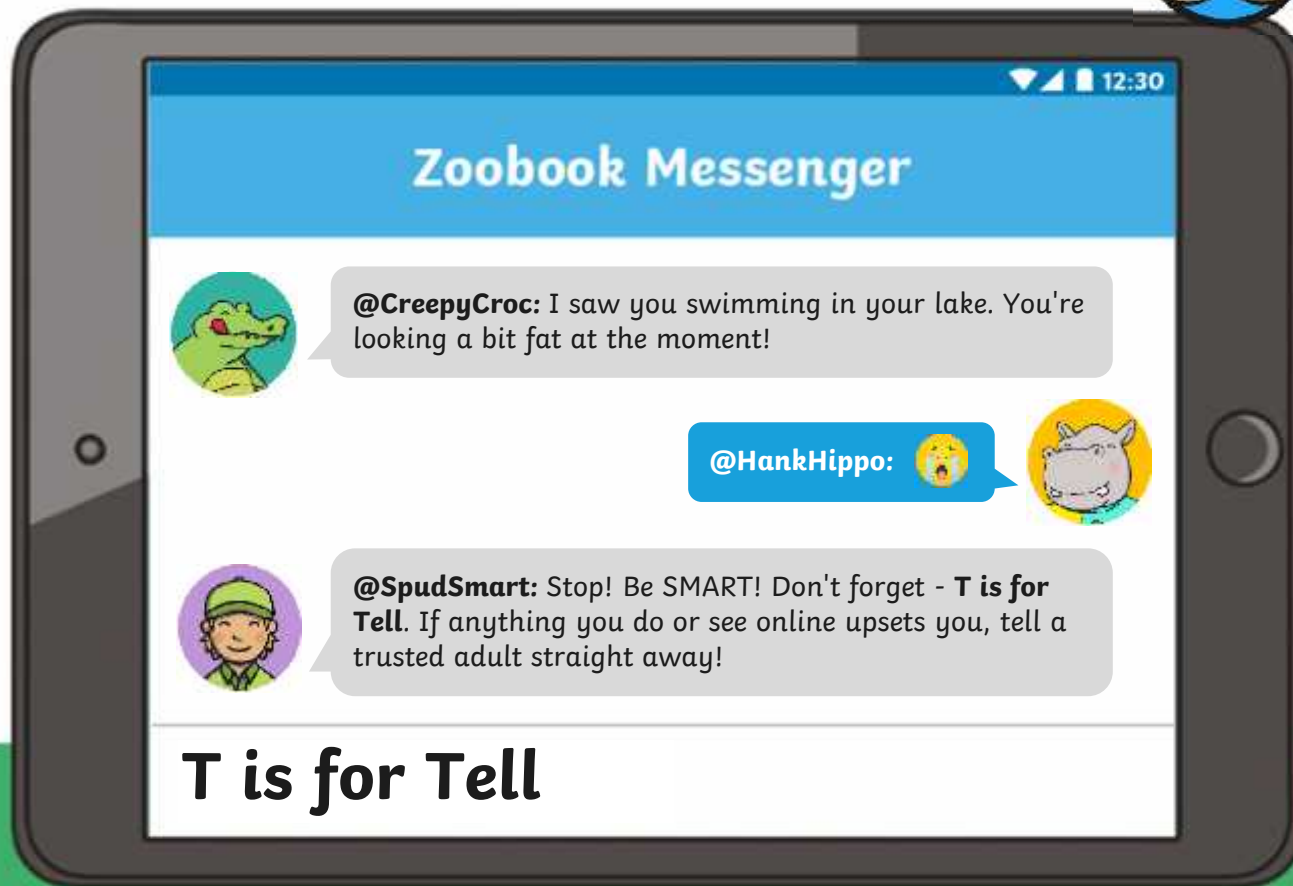 12:30
Zoobook Messenger
@CreepyCroc: I saw you swimming in your lake. You're
looking a bit fat at the moment!
@HankHippo: 😭
@SpudSmart: Stop! Be SMART! Don't forget - T is for
Tell. If anything you do or see online upsets you, tell a
trusted adult straight away!
T is for Tell